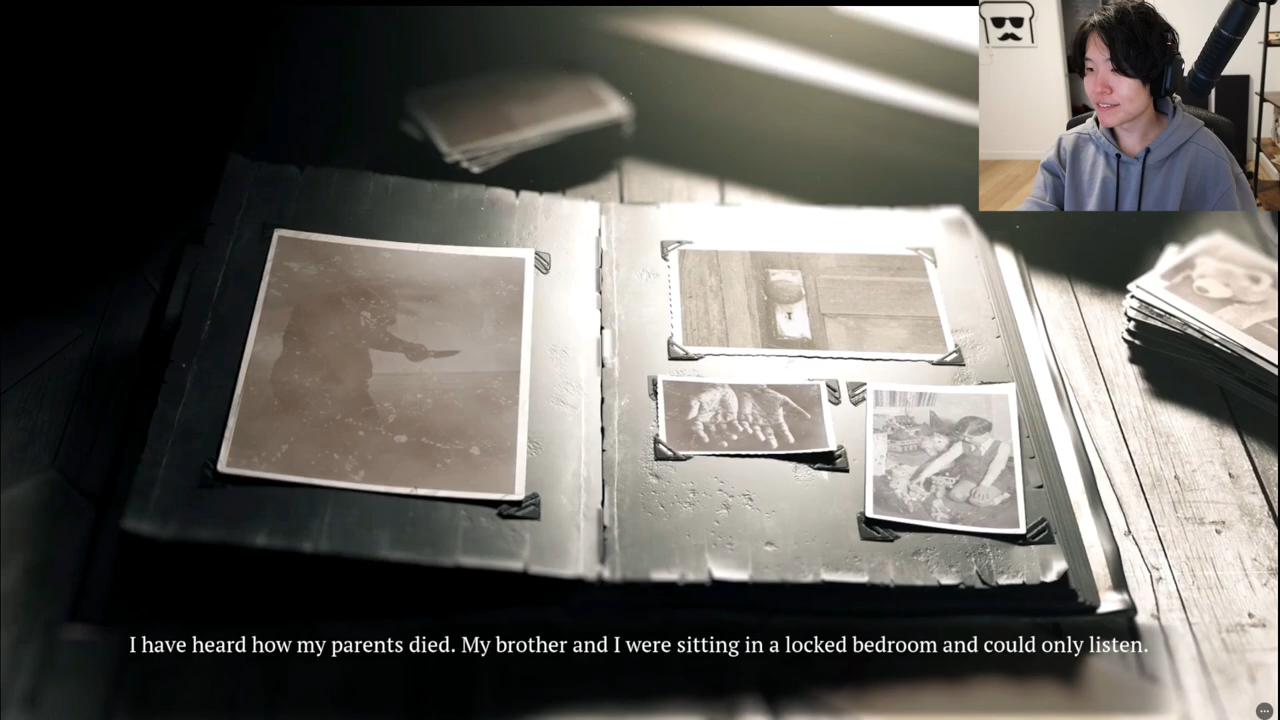 I have heard how my parents died. My brother and I were sitting in a locked bedroom and could only listen.